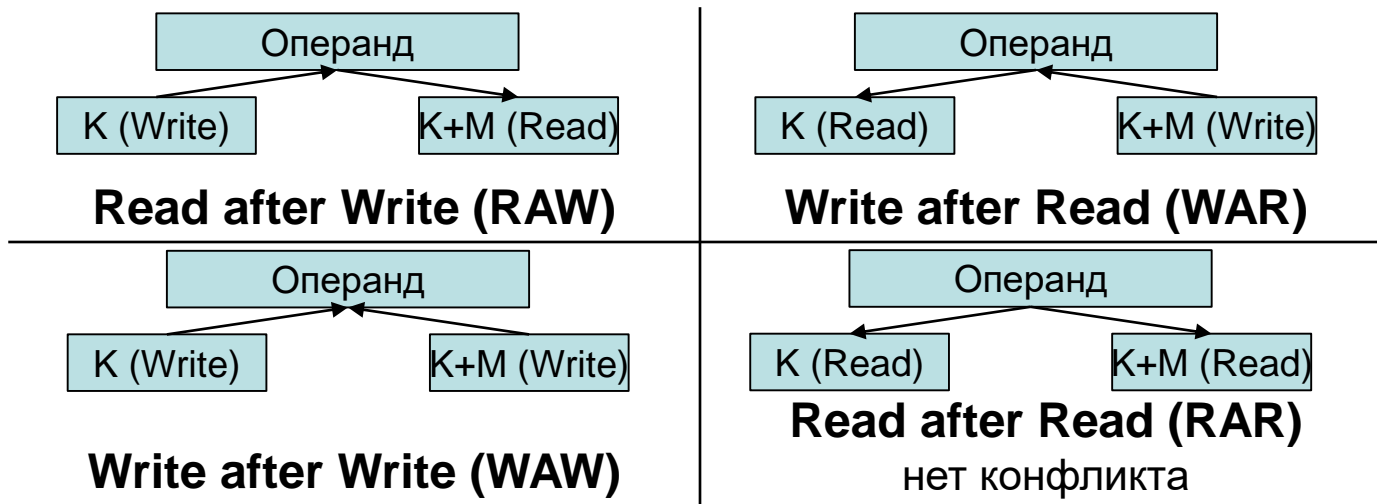 Операнд
K (Write)
K+M (Read)
Read after Write (RAW)
Операнд
K (Read)
K+M (Write)
Write after Read (WAR)
Операнд
K (Write)
K+M (Write)
Write after Write (WAW)
Операнд
K (Read)
K+M (Read)
Read after Read (RAR)
нет конфликта